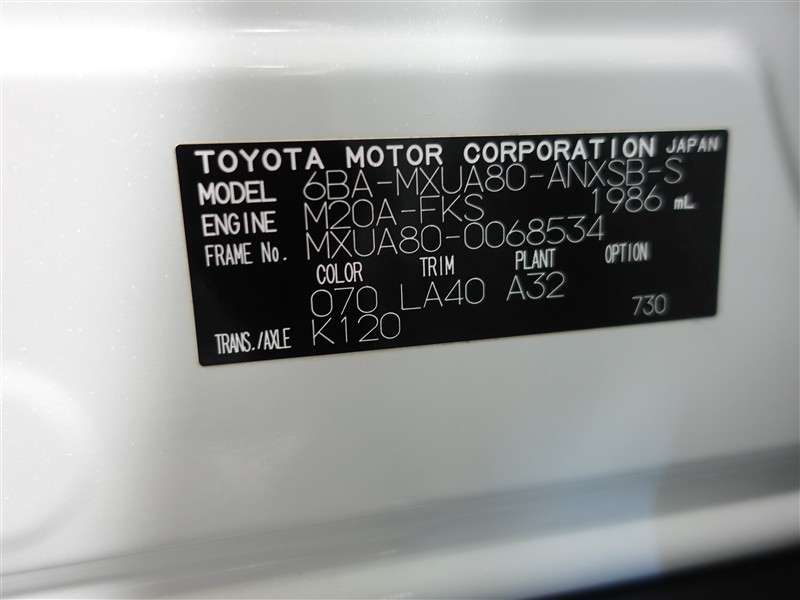 TOYOTA MOTOR CORPORATION JAPAN
MODEL 6BA-MXUA80-ANXSB-S
ENGINE M20A-FKS 1986 mL
FRAME No. MXUA80-0068534
COLOR TRIM PLANT OPTION
070 LA40 A32
TRANS./AXLE K120 730